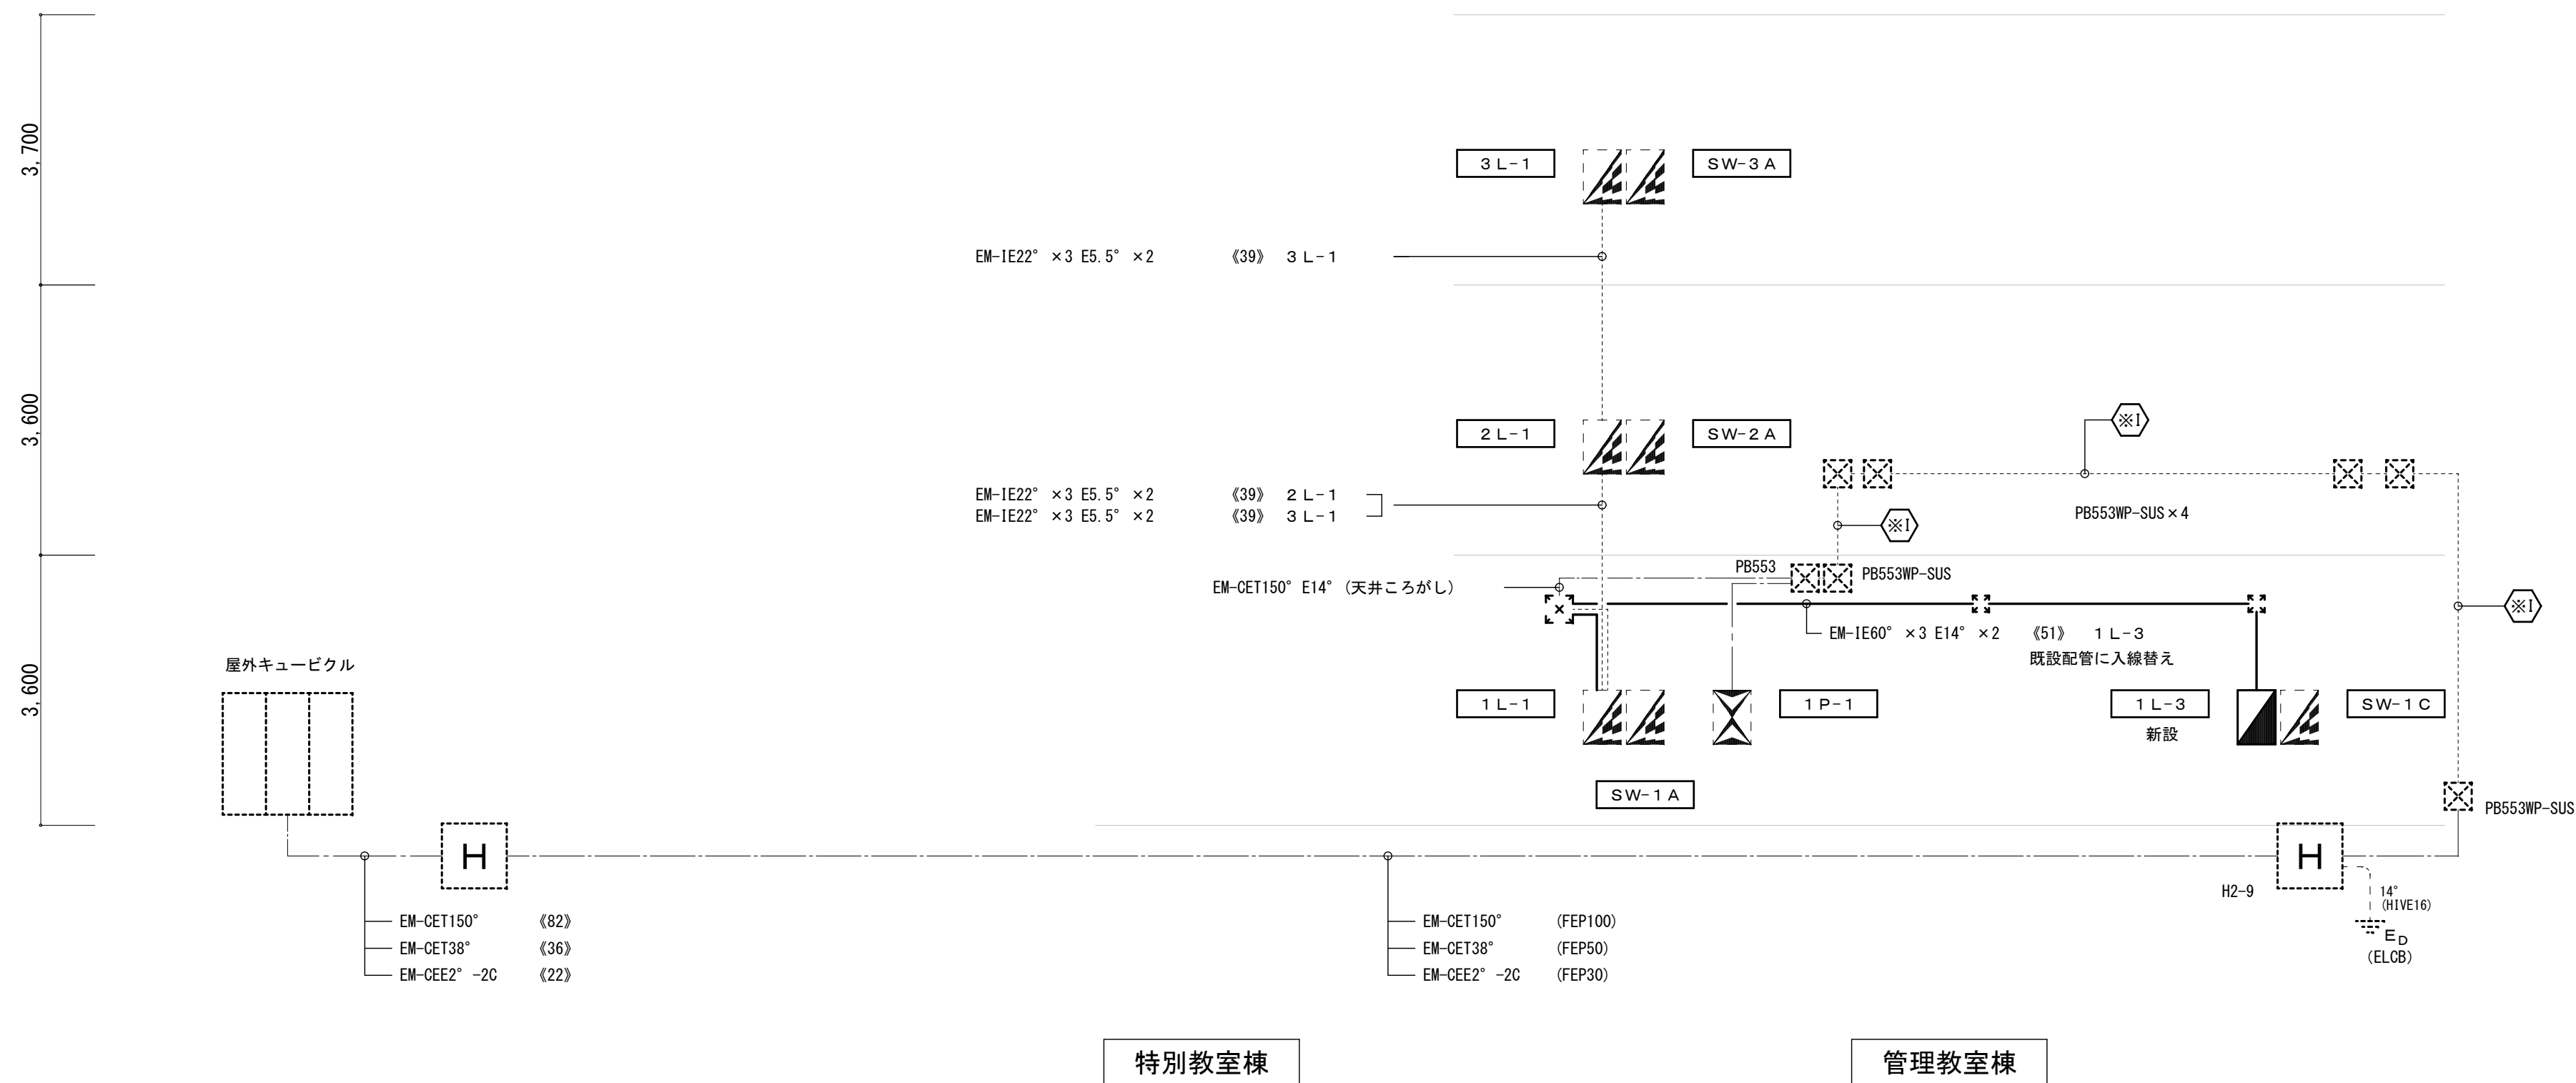 3,700
3L-1
SW-3A
EM-IE22° ×3 E5.5° ×2 《39》 3L-1
3,600
2L-1
SW-2A
※I
EM-IE22° ×3 E5.5° ×2 《39》 2L-1
EM-IE22° ×3 E5.5° ×2 《39》 3L-1
※I
PB553WP-SUS×4
PB553
PB553WP-SUS
EM-CET150° E14° (天井ころがし)
※I
EM-IE60° ×3 E14° ×2 《51》 1L-3
既設配管に入線替え
3,600
屋外キュービクル
1L-1
1P-1
1L-3
SW-1C
新設
SW-1A
PB553WP-SUS
H
H
H2-9
14°
(HIVE16)
ED
(ELCB)
EM-CET150° 《82》
EM-CET38° 《36》
EM-CEE2° -2C 《22》
EM-CET150° (FEP100)
EM-CET38° (FEP50)
EM-CEE2° -2C (FEP30)
特別教室棟
管理教室棟